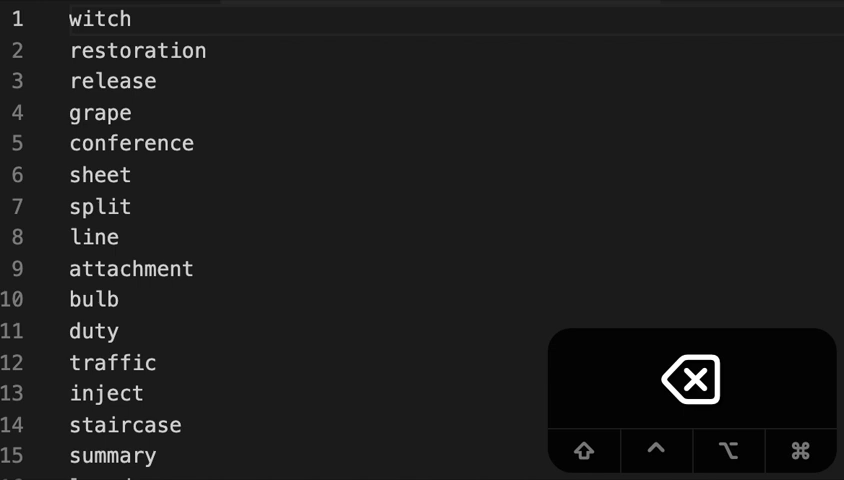 1 witch
2 restoration
3 release
4 grape
5 conference
6 sheet
7 split
8 line
9 attachment
10 bulb
11 duty
12 traffic
13 inject
14 staircase
15 summary